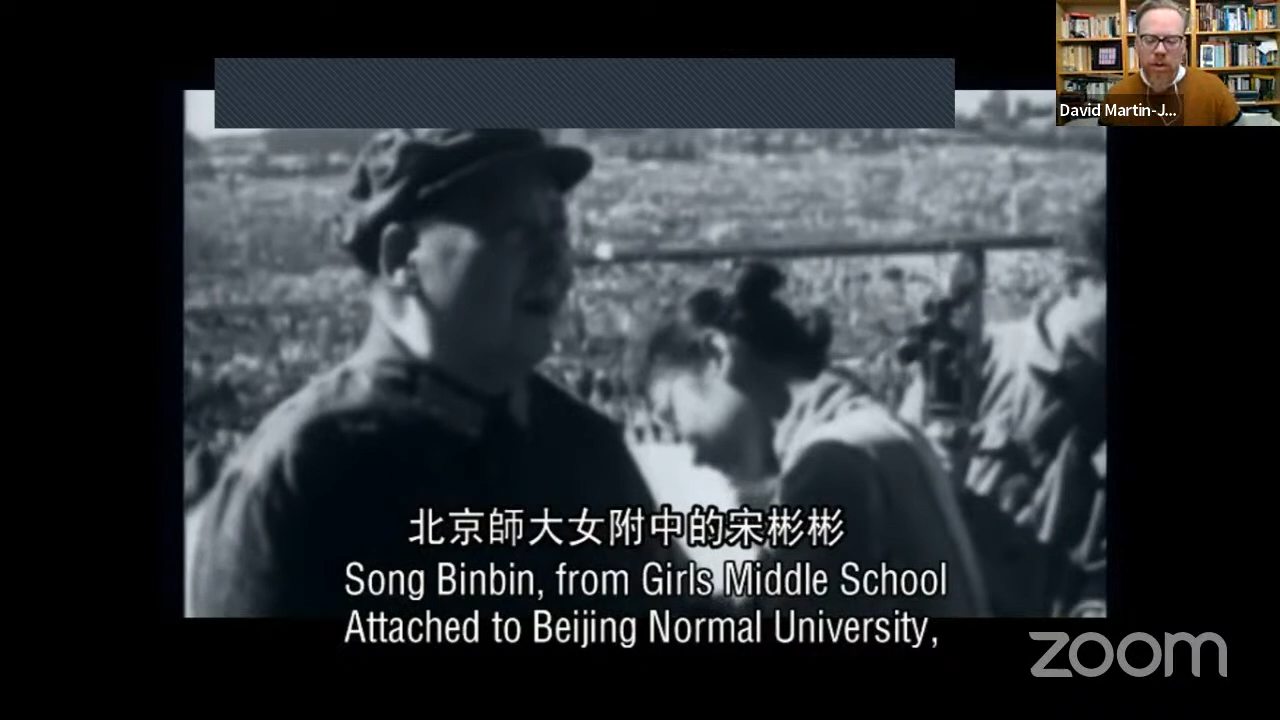 David Martin-J...
北京師大女附中的宋彬彬
Song Binbin, from Girls Middle School
Attached to Beijing Normal University,
zoom